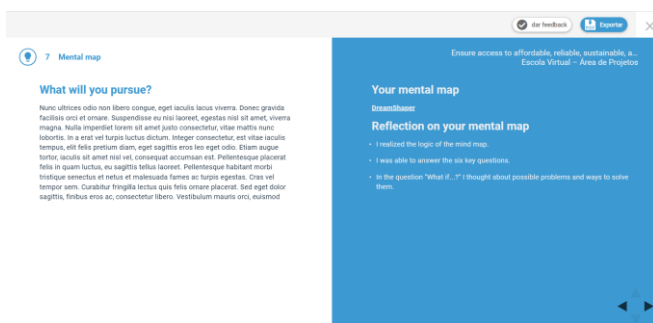 dar feedback
Exportar
7 Mental map
Ensure access to affordable, reliable, sustainable, a...
Escola Virtual – Área de Projetos
What will you pursue?
Nunc ultrices odio non libero congue, eget iaculis lacus viverra. Donec gravida
facilisis orci et ornare. Suspendisse eu nisi laoreet, egestas nisl sit amet, viverra
magna. Nulla imperdiet lorem sit amet justo consectetur, vitae mattis nunc
lobortis. In a erat vel turpis luctus dictum. Integer consectetur, est vitae iaculis
tempus, elit felis pretium diam, eget sagittis eros leo eget odio. Etiam augue
tortor, iaculis sit amet nisl vel, consequat accumsan est. Pellentesque placerat
felis in quam luctus, eu sagittis tellus laoreet. Pellentesque habitant morbi
tristique senectus et netus et malesuada fames ac turpis egestas. Cras vel
tempor sem. Curabitur fringilla lectus quis felis ornare placerat. Sed eget dolor
sagittis, finibus eros ac, consectetur libero. Vestibulum mauris orci, euismod
Your mental map
DreamShaper
Reflection on your mental map
• I realized the logic of the mind map.
• I was able to answer the six key questions.
• In the question "What if...?" I thought about possible problems and ways to solve
them.